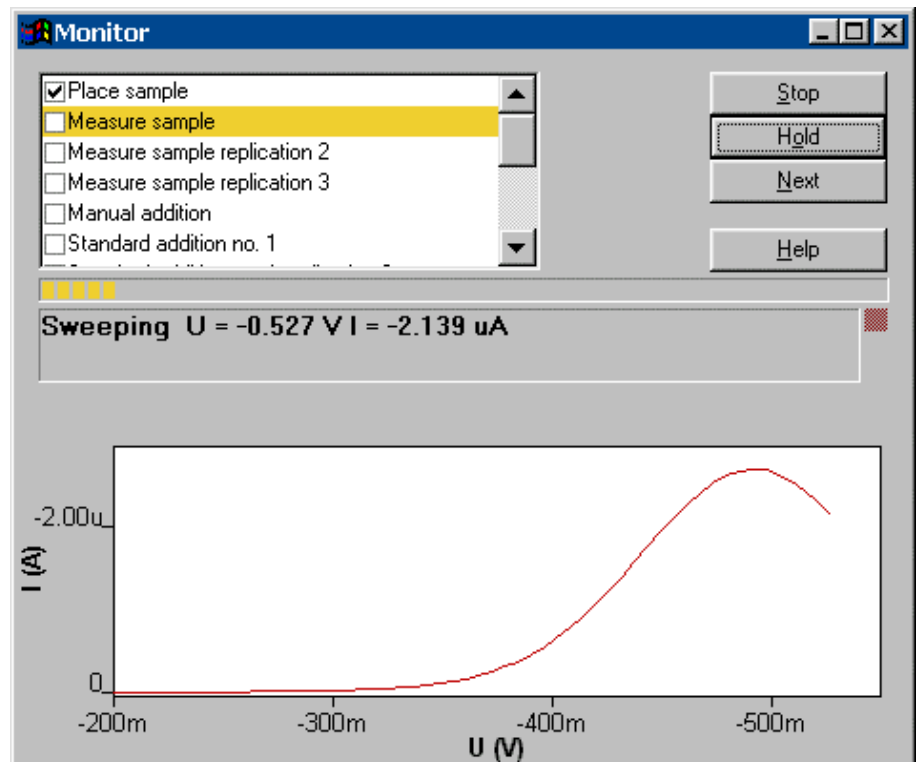 Monitor
Place sample
Measure sample
Measure sample replication 2
Measure sample replication 3
Manual addition
Standard addition no. 1
Stop
Hold
Next
Help
Sweeping U = -0.527 V I = -2.139 uA
-2.00u
I (A)
0
-200m
-300m
-400m
-500m
U (V)